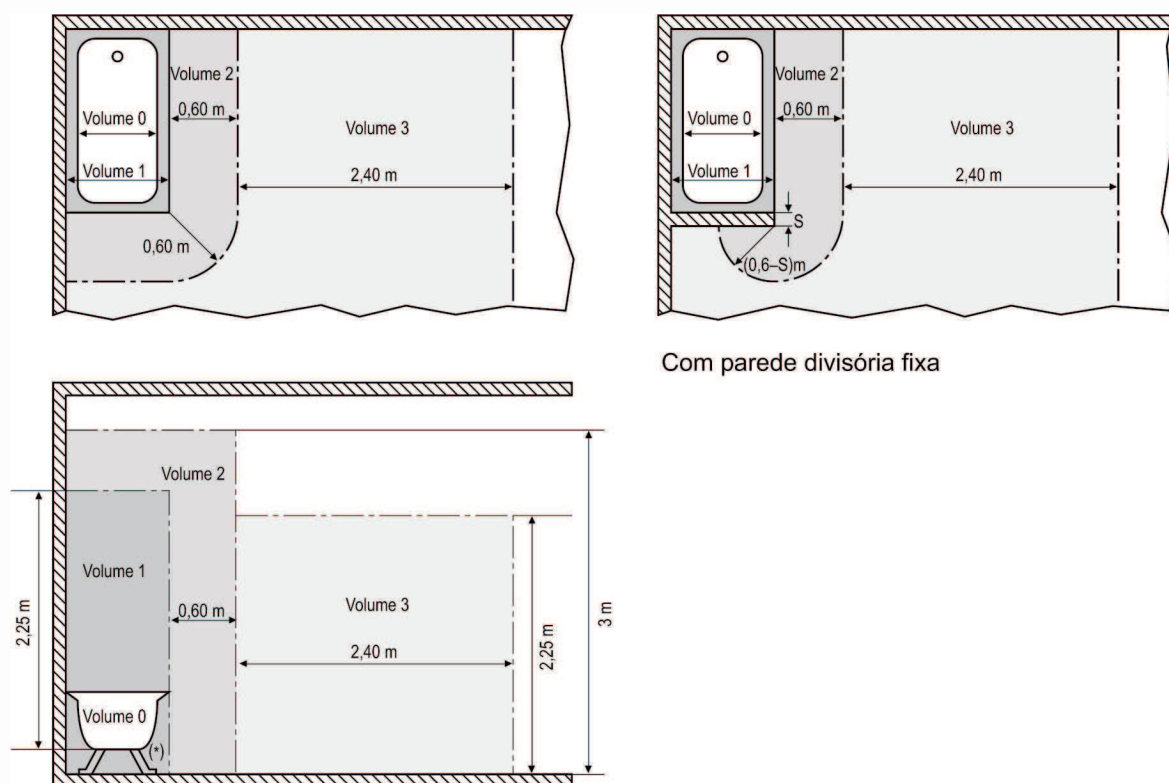 Volume 2
Volume 0
0,60 m
Volume 3
Volume 1
2,40 m
0,60 m
Volume 2
Volume 0
0,60 m
Volume 3
Volume 1
2,40 m
S
(0,6–S)m
Com parede divisória fixa
Volume 2
Volume 1
2,25 m
0,60 m
Volume 3
2,40 m
2,25 m
3 m
Volume 0
(*)